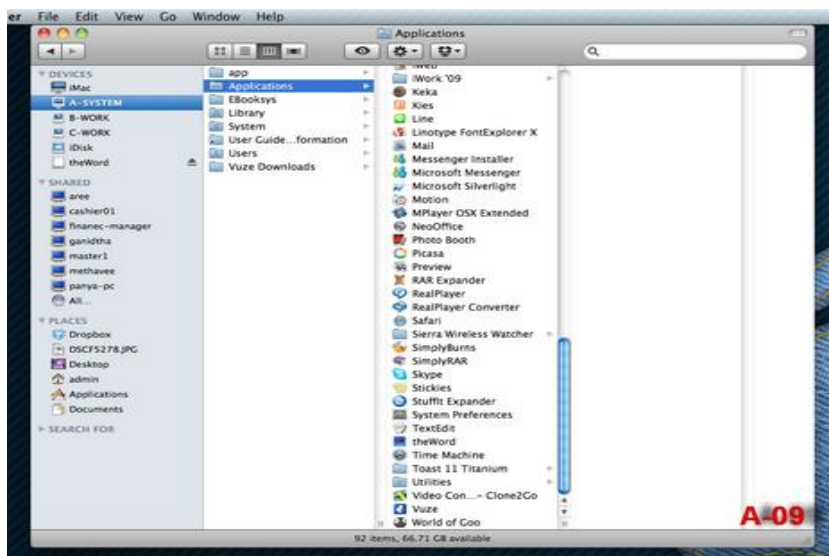 er File Edit View Go Window Help
Applications
DEVICES
iMac
A-SYSTEM
B-WORK
C-WORK
iDisk
theWord
SHARED
aree
cashier01
finanec-manager
ganidtha
master1
methavee
panya-pc
All...
PLACES
Dropbox
DSCF5278.JPG
Desktop
admin
Applications
Documents
SEARCH FOR
app
Applications
EBooksys
Library
System
User Guide...formation
Users
Vuze Downloads
iWeb
iWork '09
Keka
Kies
Line
Linotype FontExplorer X
Mail
Messenger Installer
Microsoft Messenger
Microsoft Silverlight
Motion
MPlayer OSX Extended
NeoOffice
Photo Booth
Picasa
Preview
RAR Expander
RealPlayer
RealPlayer Converter
Safari
Sierra Wireless Watcher
SimplyBurns
SimplyRAR
Skype
Stickies
StuffIt Expander
System Preferences
TextEdit
theWord
Time Machine
Toast 11 Titanium
Utilities
Video Con...- Clone2Go
Vuze
World of Goo
92 items, 66.71 GB available
A-09